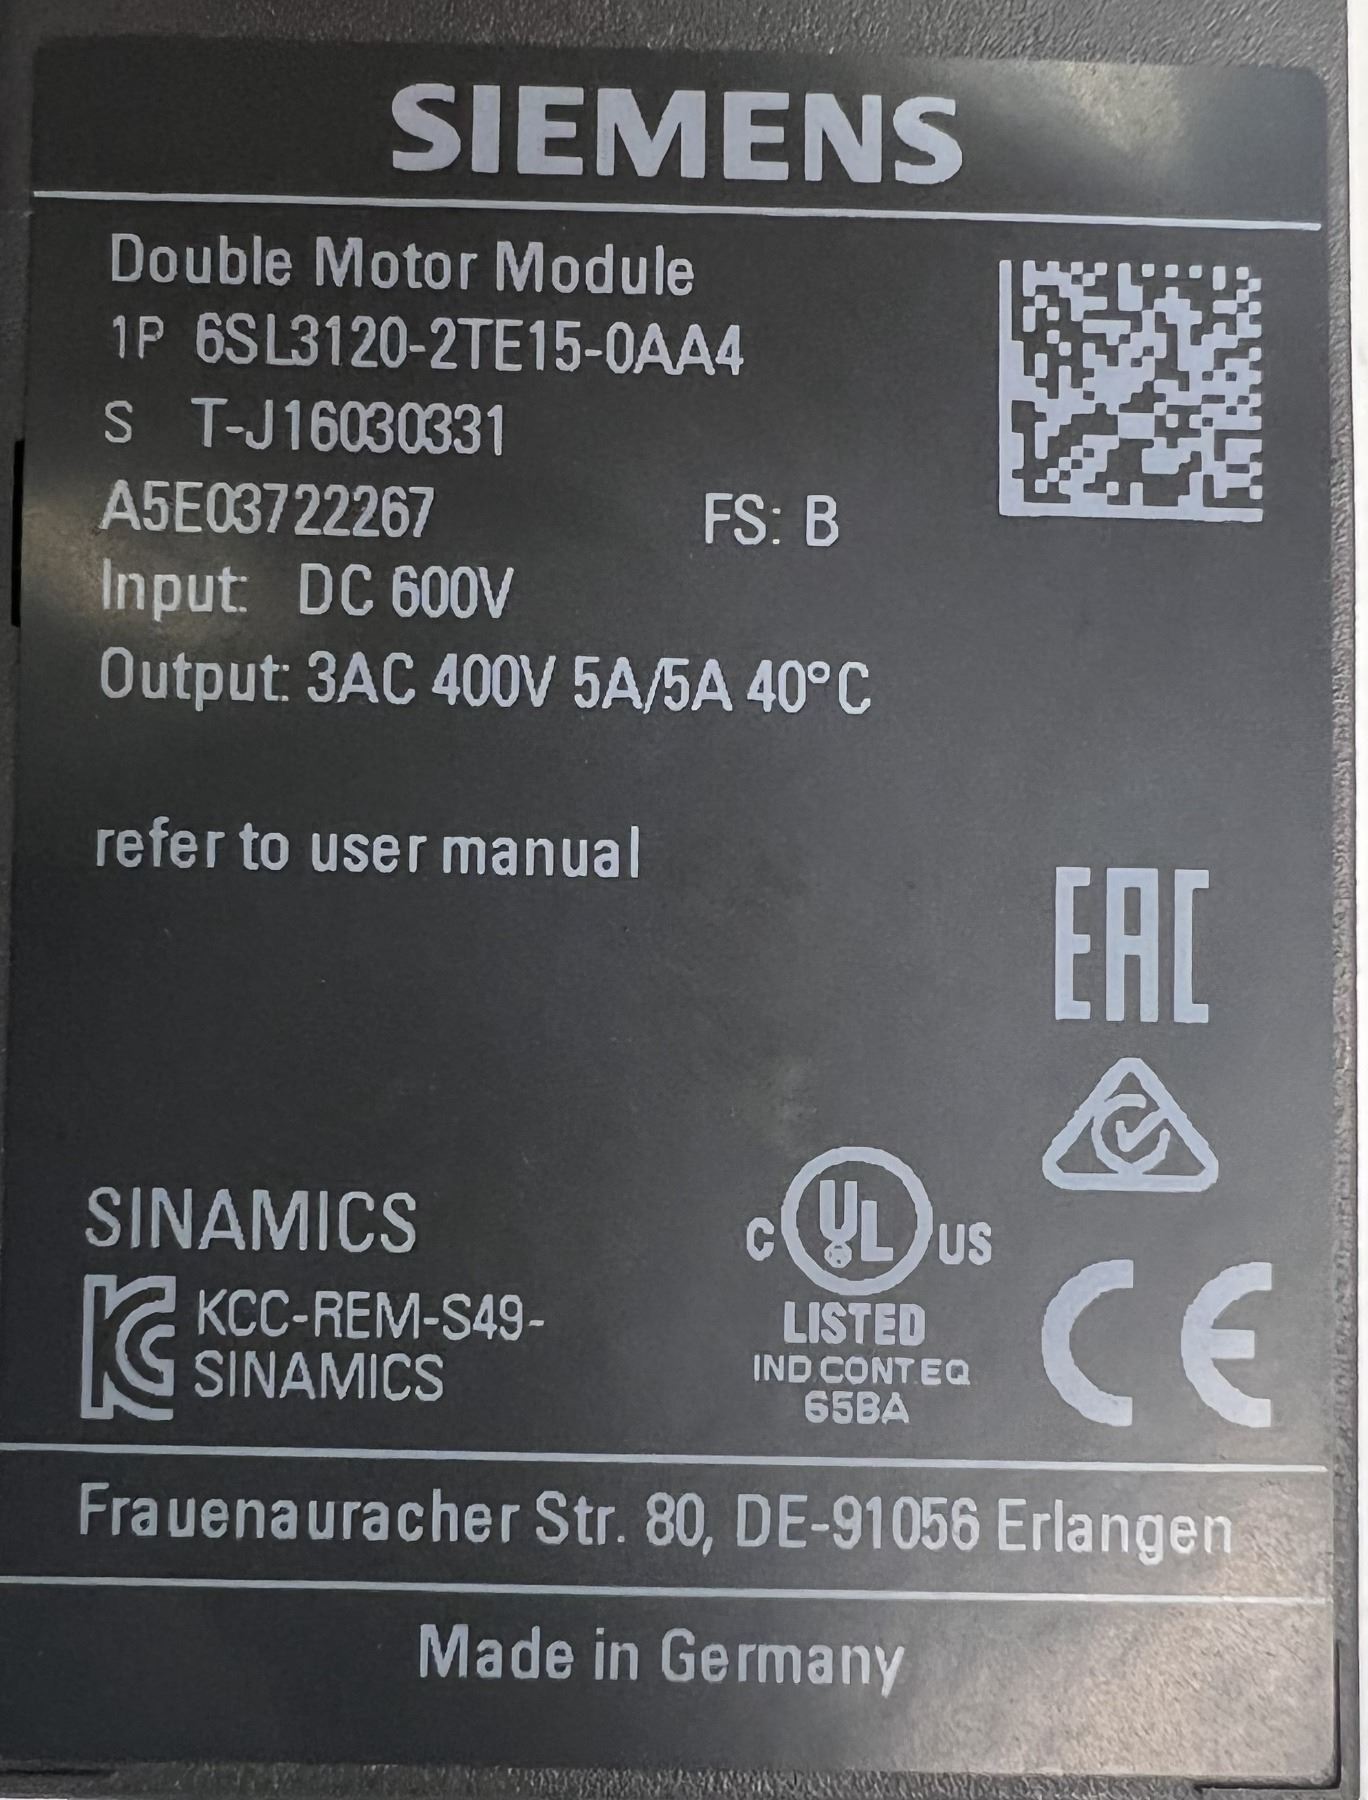 SIEMENS
Double Motor Module
1P 6SL3120-2TE15-0AA4
S T-J16030331
A5E03722267 FS: B
Input: DC 600V
Output: 3AC 400V 5A/5A 40°C
refer to user manual
EAC
SINAMICS
KCC-REM-S49-
SINAMICS
C UL US
LISTED
IND.CONT.EQ
65BA
CE
Frauenauracher Str. 80, DE-91056 Erlangen
Made in Germany